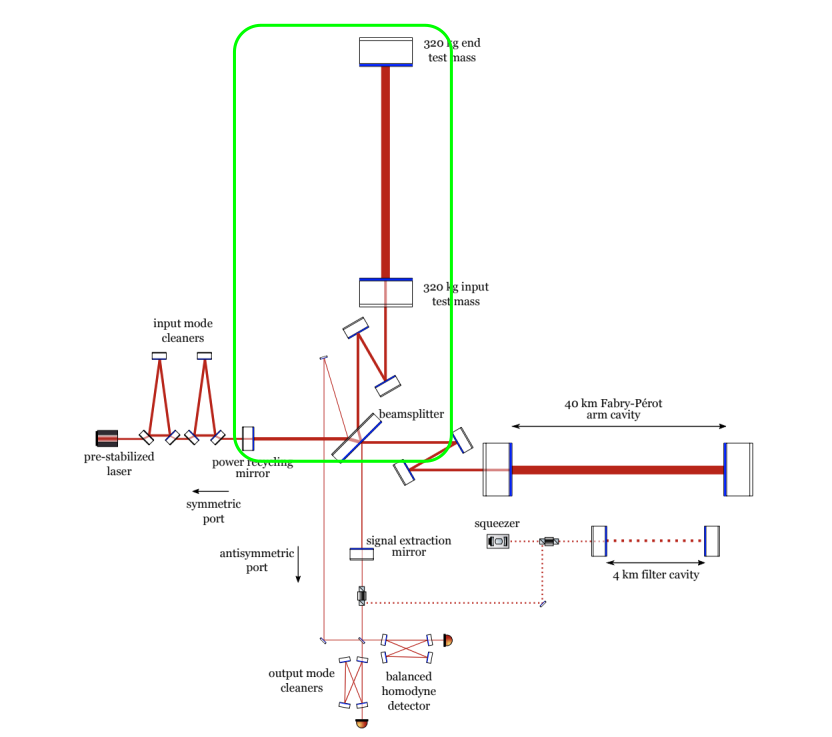 320 kg end
test mass
320 kg input
test mass
input mode
cleaners
beamsplitter
40 km Fabry-Pérot
arm cavity
pre-stabilized
laser
power recycling
mirror
symmetric
port
squeezer
signal extraction
mirror
antisymmetric
port
4 km filter cavity
output mode
cleaners
balanced
homodyne
detector